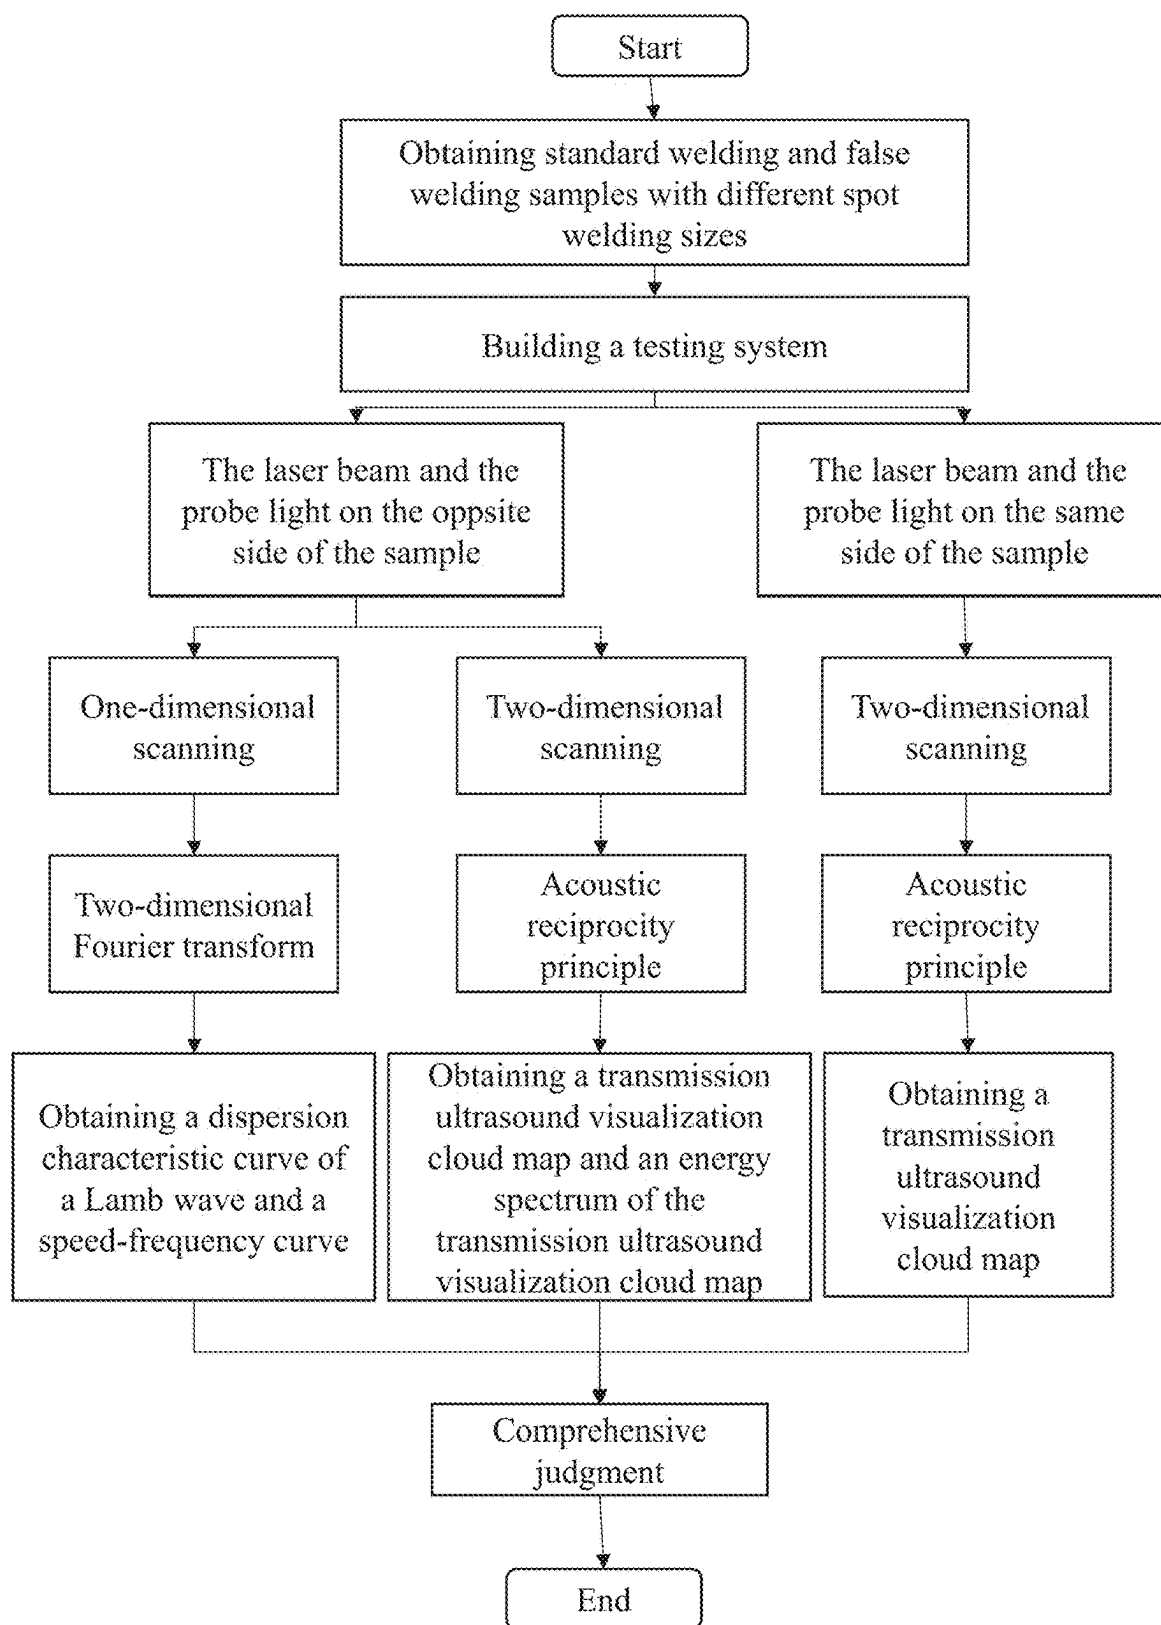 Start
Obtaining standard welding and false
welding samples with different spot
welding sizes
Building a testing system
The laser beam and the
probe light on the oppsite
side of the sample
The laser beam and the
probe light on the same
side of the sample
One-dimensional
scanning
Two-dimensional
scanning
Two-dimensional
scanning
Two-dimensional
Fourier transform
Acoustic
reciprocity
principle
Acoustic
reciprocity
principle
Obtaining a dispersion
characteristic curve of
a Lamb wave and a
speed-frequency curve
Obtaining a transmission
ultrasound visualization
cloud map and an energy
spectrum of the
transmission ultrasound
visualization cloud map
Obtaining a
transmission
ultrasound
visualization
cloud map
Comprehensive
judgment
End